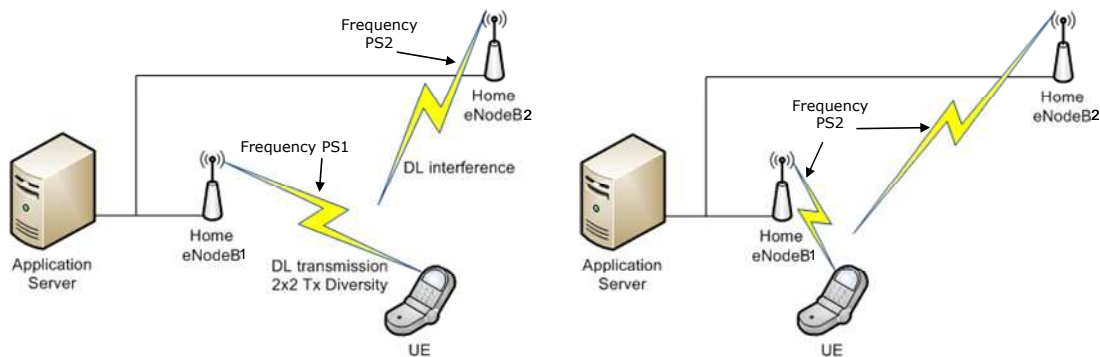 Frequency
PS2
Home
eNodeB2
Frequency PS1
DL interference
Home
eNodeB1
Application
Server
DL transmission
2x2 Tx Diversity
UE
Home
eNodeB2
Frequency
PS2
Home
eNodeB1
Application
Server
UE